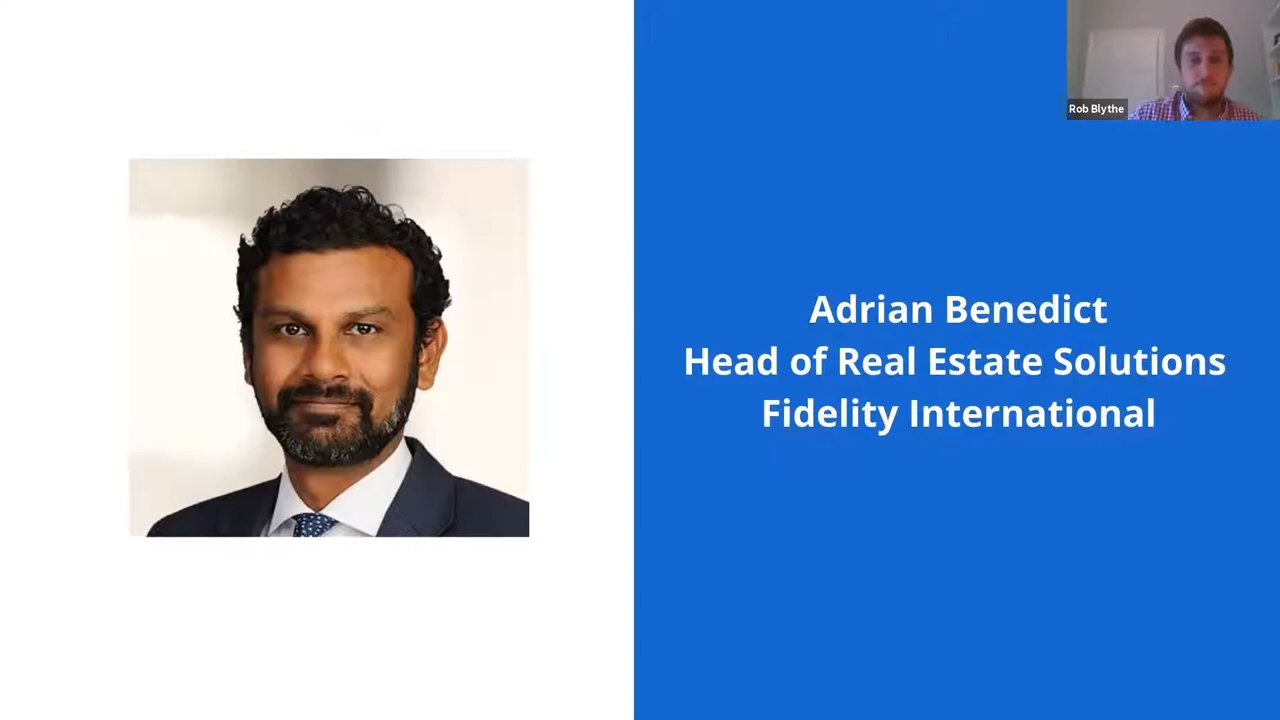 Rob Blythe
Adrian Benedict
Head of Real Estate Solutions
Fidelity International